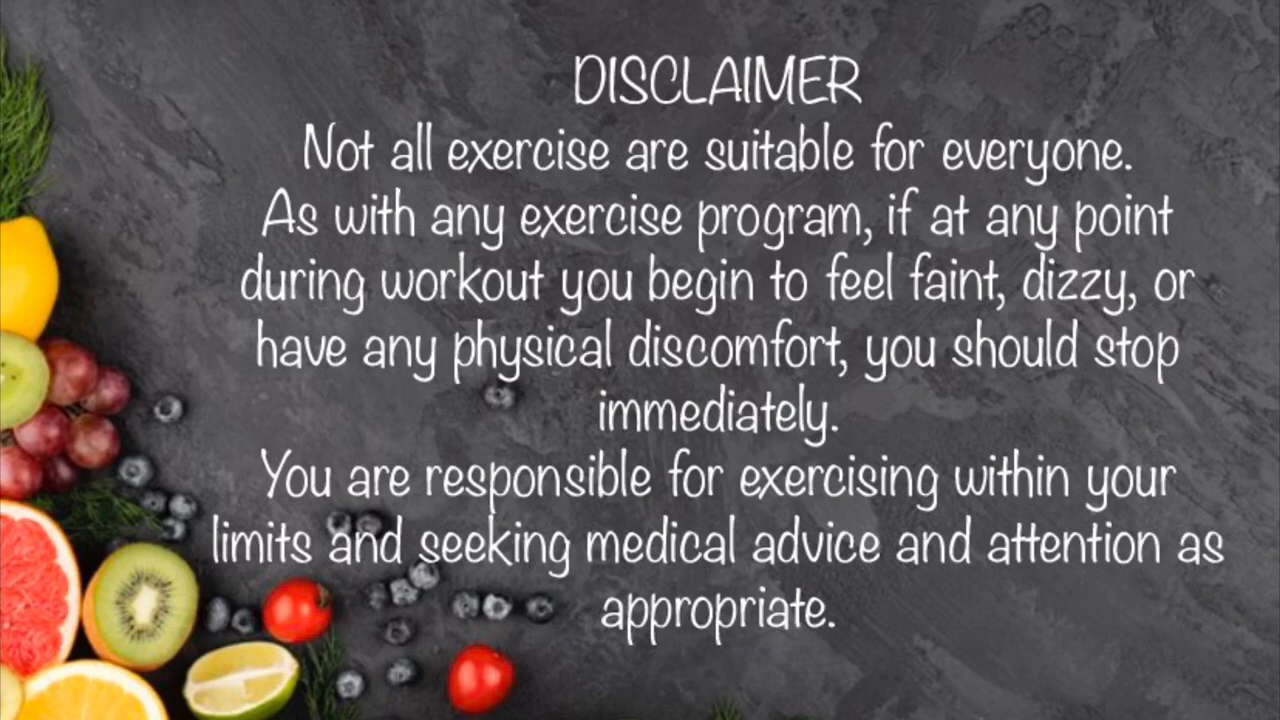 DISCLAIMER
Not all exercise are suitable for everyone.
As with any exercise program, if at any point
during workout you begin to feel faint, dizzy, or
have any physical discomfort, you should stop
immediately.
You are responsible for exercising within your
limits and seeking medical advice and attention as
appropriate.